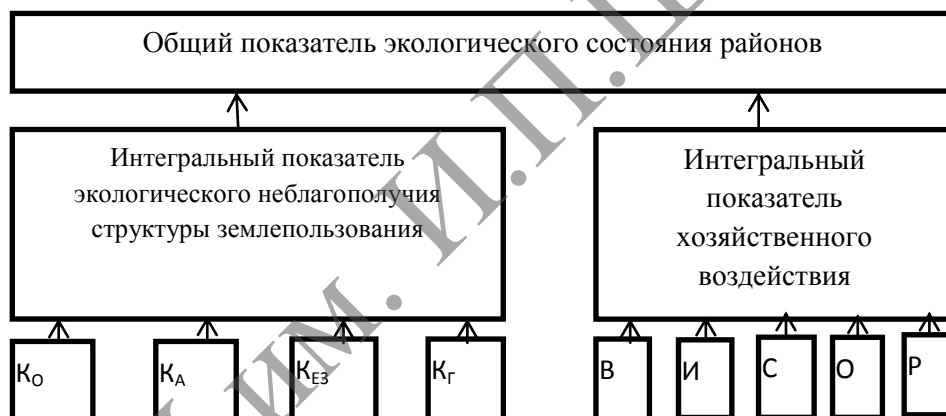 Общий показатель экологического состояния районов
Интегральный показатель
экологического неблагополучия
структуры землепользования
Интегральный
показатель
хозяйственного
воздействия
КО КА КЕЗ КГ В И С О Р
им. И.П.